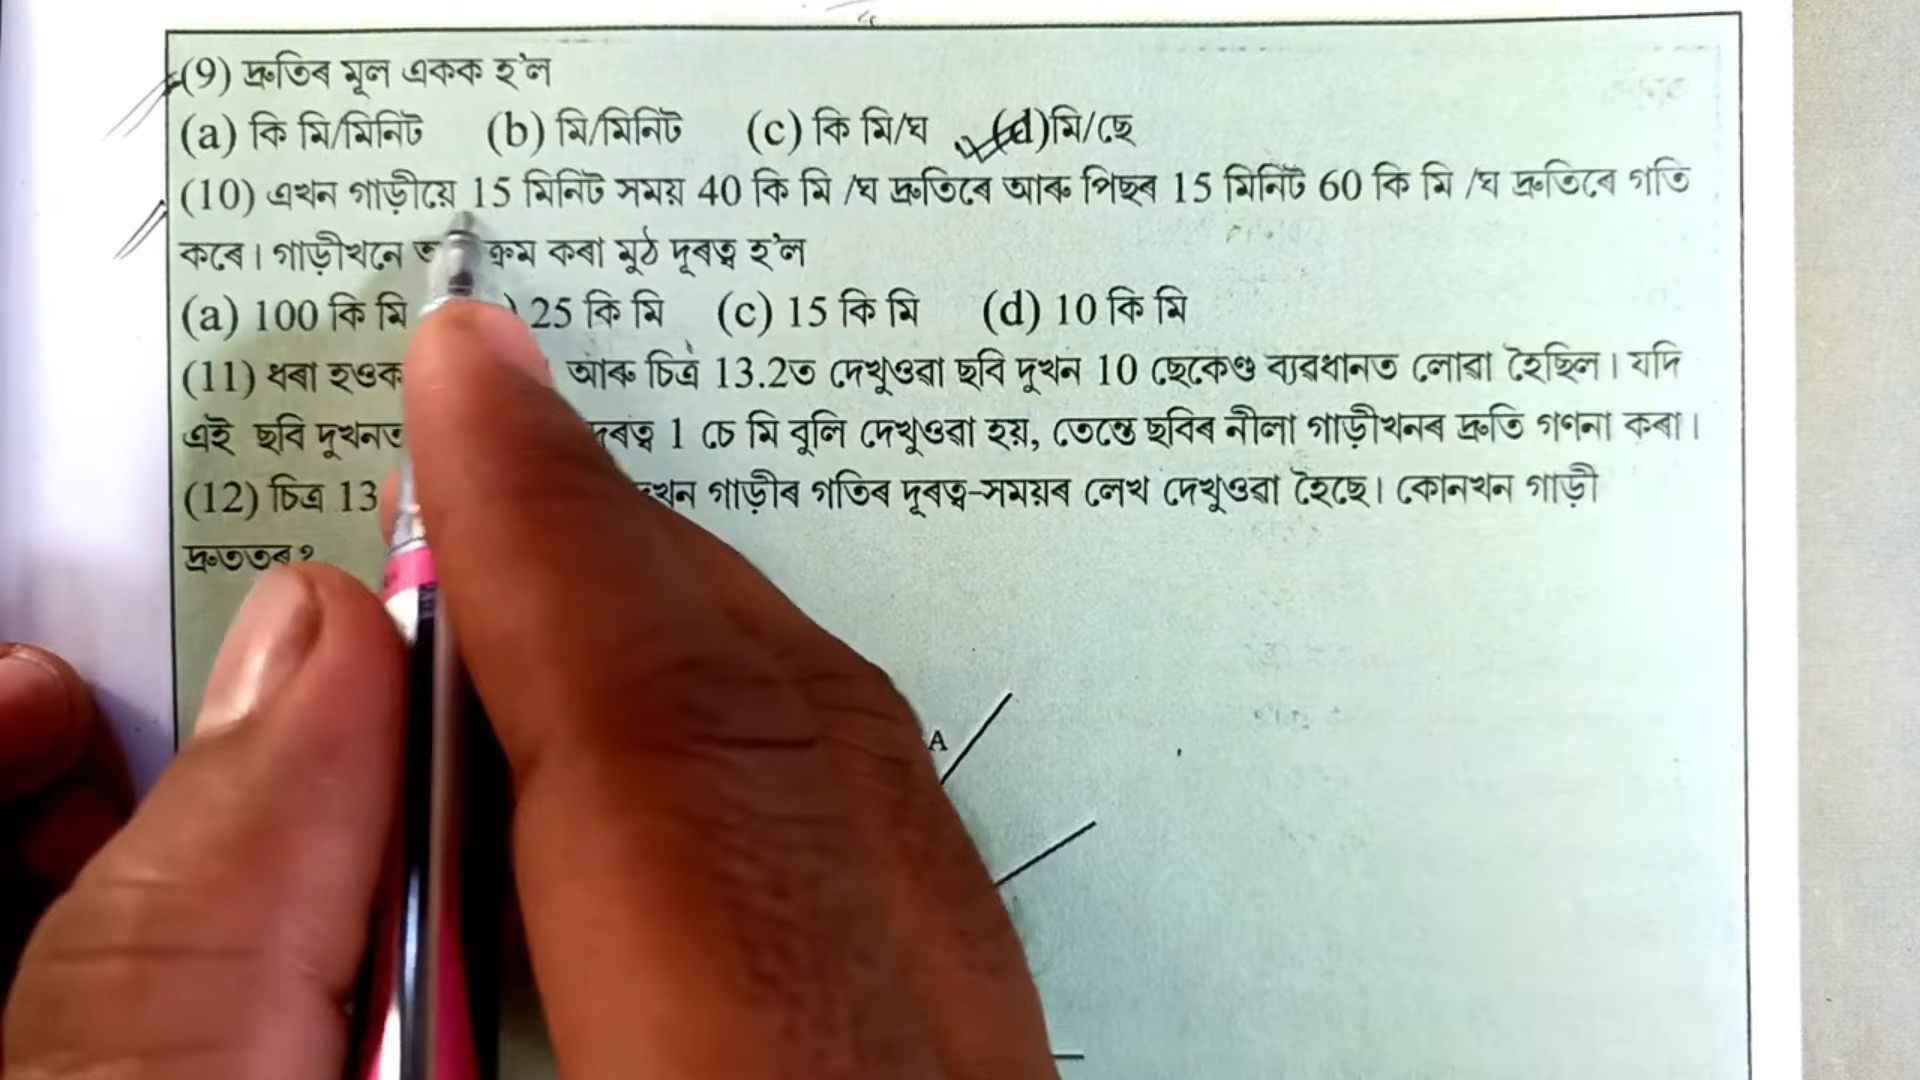 (9) দ্ৰুতিৰ মূল একক হ'ল
(a) কি মি/মিনিট (b) মি/মিনিট (c) কি মি/ঘ (d)মি/ছে
(10) এখন গাড়ীয়ে 15 মিনিট সময় 40 কি মি /ঘ দ্ৰুতিৰে আৰু পিছৰ 15 মিনিট 60 কি মি /ঘ দ্ৰুতিৰে গতি
কৰে। গাড়ীখনে কৰা মুঠ দূৰত্ব হ'ল
(a) 100 কি মি 25 কি মি (c) 15 কি মি (d) 10 কি মি
(11) ধৰা হওক আৰু চিত্ৰ 13.2ত দেখুওৱা ছবি দুখন 10 ছেকেণ্ড ব্যৱধানত লোৱা হৈছিল। যদি
এই ছবি দুখনত 1 চে মি বুলি দেখুওৱা হয়, তেন্তে ছবিৰ নীলা গাড়ীখনৰ দ্ৰুতি গণনা কৰা।
(12) চিত্ৰ 13 গাড়ীৰ গতিৰ দূৰত্ব-সময়ৰ লেখ দেখুওৱা হৈছে। কোনখন গাড়ী
দ্ৰুততৰ?
A